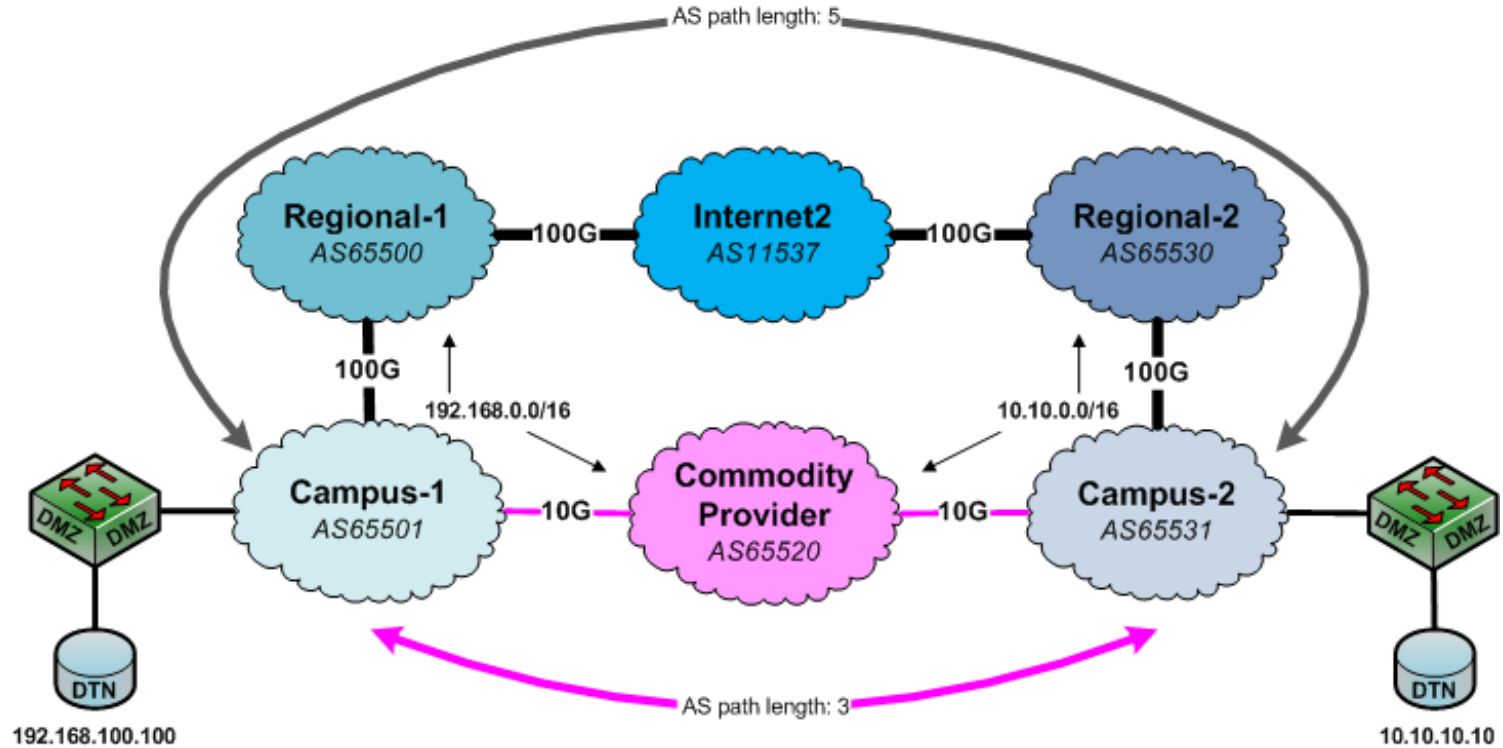 AS path length: 5
Regional-1
AS65500
100G
Internet2
AS11537
100G
Regional-2
AS65530
100G
100G
192.168.0.0/16
10.10.0.0/16
DMZ DMZ
Campus-1
AS65501
10G
Commodity
Provider
AS65520
10G
Campus-2
AS65531
DMZ DMZ
DTN
192.168.100.100
AS path length: 3
DTN
10.10.10.10